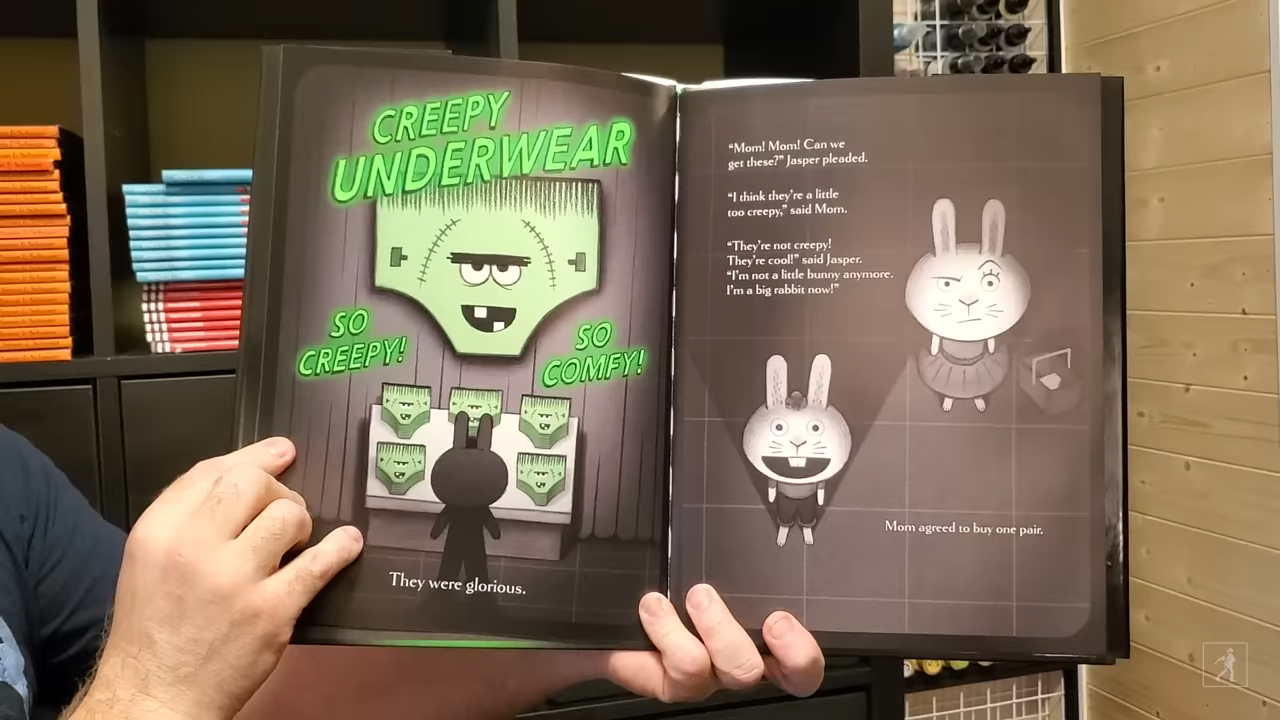 CREEPY
UNDERWEAR
SO
CREEPY!
SO
COMFY!
They were glorious.
“Mom! Mom! Can we
get these?” Jasper pleaded.
“I think they’re a little
too creepy,” said Mom.
“They’re not creepy!
They’re cool!” said Jasper.
“I’m not a little bunny anymore.
I’m a big rabbit now!”
Mom agreed to buy one pair.